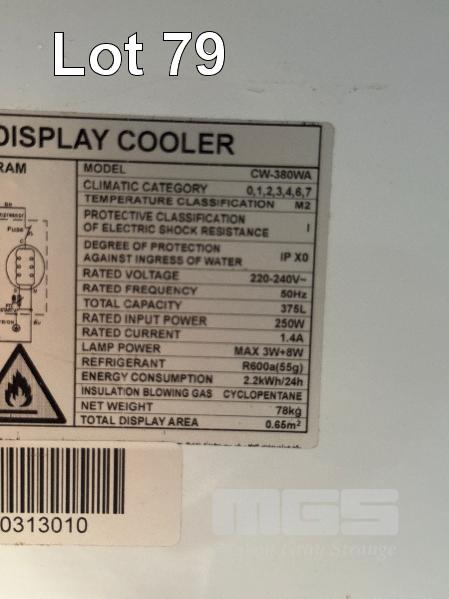 Lot 79
DISPLAY COOLER
RAM
MODEL CW-380WA
CLIMATIC CATEGORY 0,1,2,3,4,6,7
TEMPERATURE CLASSIFICATION M2
PROTECTIVE CLASSIFICATION
OF ELECTRIC SHOCK RESISTANCE I
DEGREE OF PROTECTION
AGAINST INGRESS OF WATER IP X0
RATED VOLTAGE 220-240V~
RATED FREQUENCY 50Hz
TOTAL CAPACITY 375L
RATED INPUT POWER 250W
RATED CURRENT 1.4A
LAMP POWER MAX 3W+8W
REFRIGERANT R600a(55g)
ENERGY CONSUMPTION 2.2kWh/24h
INSULATION BLOWING GAS CYCLOPENTANE
NET WEIGHT 78kg
TOTAL DISPLAY AREA 0.65m²
Fuse
0313010
MGS